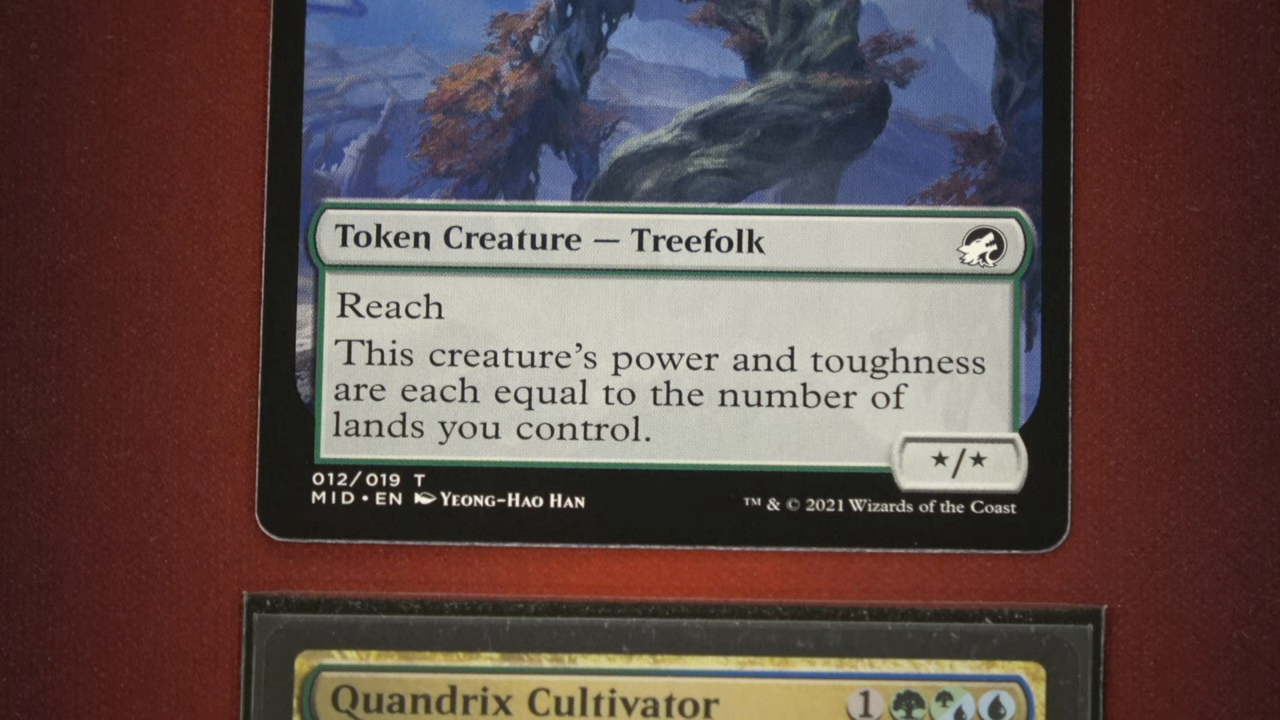 Token Creature — Treefolk
Reach
This creature's power and toughness
are each equal to the number of
lands you control.
★/★
012/019 T
MID • EN Yeong-Hao Han
™ & © 2021 Wizards of the Coast
Quandrix Cultivator 1